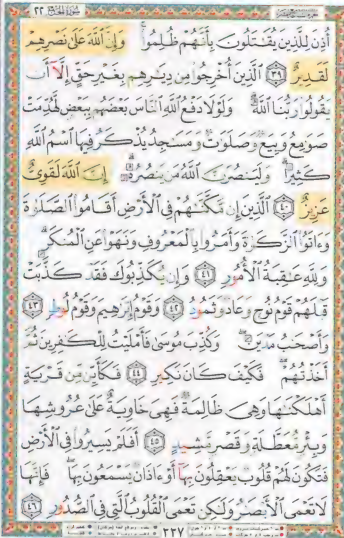 سُورَةُ الحَج ٢٢
أُذِنَ لِلَّذِينَ يُقَٰتَلُونَ بِأَنَّهُمْ ظُلِمُوا۟ ۚ وَإِنَّ ٱللَّهَ عَلَىٰ نَصْرِهِمْ
لَقَدِيرٌ ٣٩ ٱلَّذِينَ أُخْرِجُوا۟ مِن دِيَٰرِهِم بِغَيْرِ حَقٍّ إِلَّآ أَن
يَقُولُوا۟ رَبُّنَا ٱللَّهُ ۗ وَلَوْلَا دَفْعُ ٱللَّهِ ٱلنَّاسَ بَعْضَهُم بِبَعْضٍ لَّهُدِّمَتْ
صَوَٰمِعُ وَبِيَعٌ وَصَلَوَٰتٌ وَمَسَٰجِدُ يُذْكَرُ فِيهَا ٱسْمُ ٱللَّهِ
كَثِيرًا ۗ وَلَيَنصُرَنَّ ٱللَّهُ مَن يَنصُرُهُۥٓ ۗ إِنَّ ٱللَّهَ لَقَوِىٌّ
عَزِيزٌ ٤٠ ٱلَّذِينَ إِن مَّكَّنَّٰهُمْ فِى ٱلْأَرْضِ أَقَامُوا۟ ٱلصَّلَوٰةَ
وَءَاتَوُا۟ ٱلزَّكَوٰةَ وَأَمَرُوا۟ بِٱلْمَعْرُوفِ وَنَهَوْا۟ عَنِ ٱلْمُنكَرِ ۗ
وَلِلَّهِ عَٰقِبَةُ ٱلْأُمُورِ ٤١ وَإِن يُكَذِّبُوكَ فَقَدْ كَذَّبَتْ
قَبْلَهُمْ قَوْمُ نُوحٍ وَعَادٌ وَثَمُودُ ٤٢ وَقَوْمُ إِبْرَٰهِيمَ وَقَوْمُ لُوطٍ ٤٣
وَأَصْحَٰبُ مَدْيَنَ ۖ وَكُذِّبَ مُوسَىٰ فَأَمْلَيْتُ لِلْكَٰفِرِينَ ثُمَّ
أَخَذْتُهُمْ ۖ فَكَيْفَ كَانَ نَكِيرِ ٤٤ فَكَأَيِّن مِّن قَرْيَةٍ
أَهْلَكْنَٰهَا وَهِىَ ظَالِمَةٌ فَهِىَ خَاوِيَةٌ عَلَىٰ عُرُوشِهَا
وَبِئْرٍ مُّعَطَّلَةٍ وَقَصْرٍ مَّشِيدٍ ٤٥ أَفَلَمْ يَسِيرُوا۟ فِى ٱلْأَرْضِ
فَتَكُونَ لَهُمْ قُلُوبٌ يَعْقِلُونَ بِهَآ أَوْ ءَاذَانٌ يَسْمَعُونَ بِهَا ۖ فَإِنَّهَا
لَا تَعْمَى ٱلْأَبْصَٰرُ وَلَٰكِن تَعْمَى ٱلْقُلُوبُ ٱلَّتِى فِى ٱلصُّدُورِ ٤٦
٣٣٧